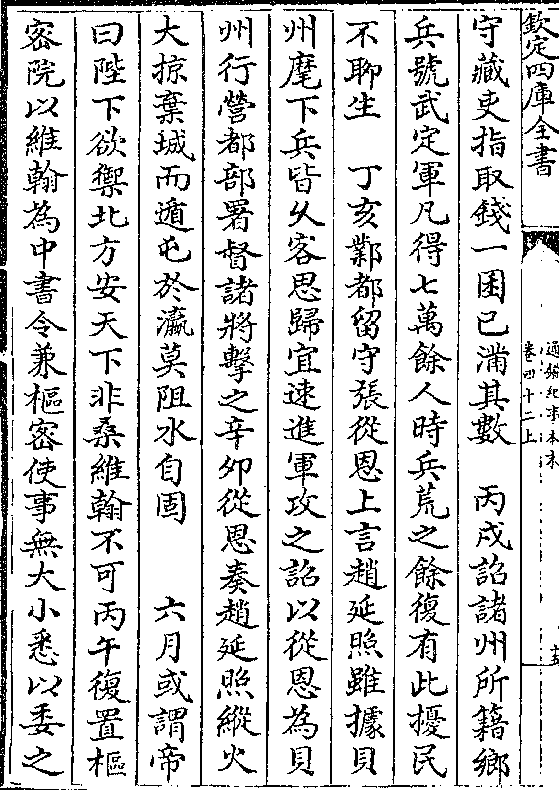 欽定四庫全書
通鑑紀事本末
卷四十二上
守藏吏指取錢一囷已滿其數　丙戌詔諸州所籍鄉
兵號武定軍凡得七萬餘人時兵荒之餘復有此擾民
不聊生　丁亥鄴都留守張從恩上言趙延照雖據貝
州麾下兵皆久客思歸宜速進軍攻之詔以從恩為貝
州行營都部署督諸將擊之辛夘從恩奏趙延照縱火
大掠棄城而遁屯於瀛莫阻水自固　六月或謂帝
曰陛下欲禦北方安天下非桑維翰不可丙午復置樞
宻院以維翰為中書令兼樞宻使事無大小悉以委之